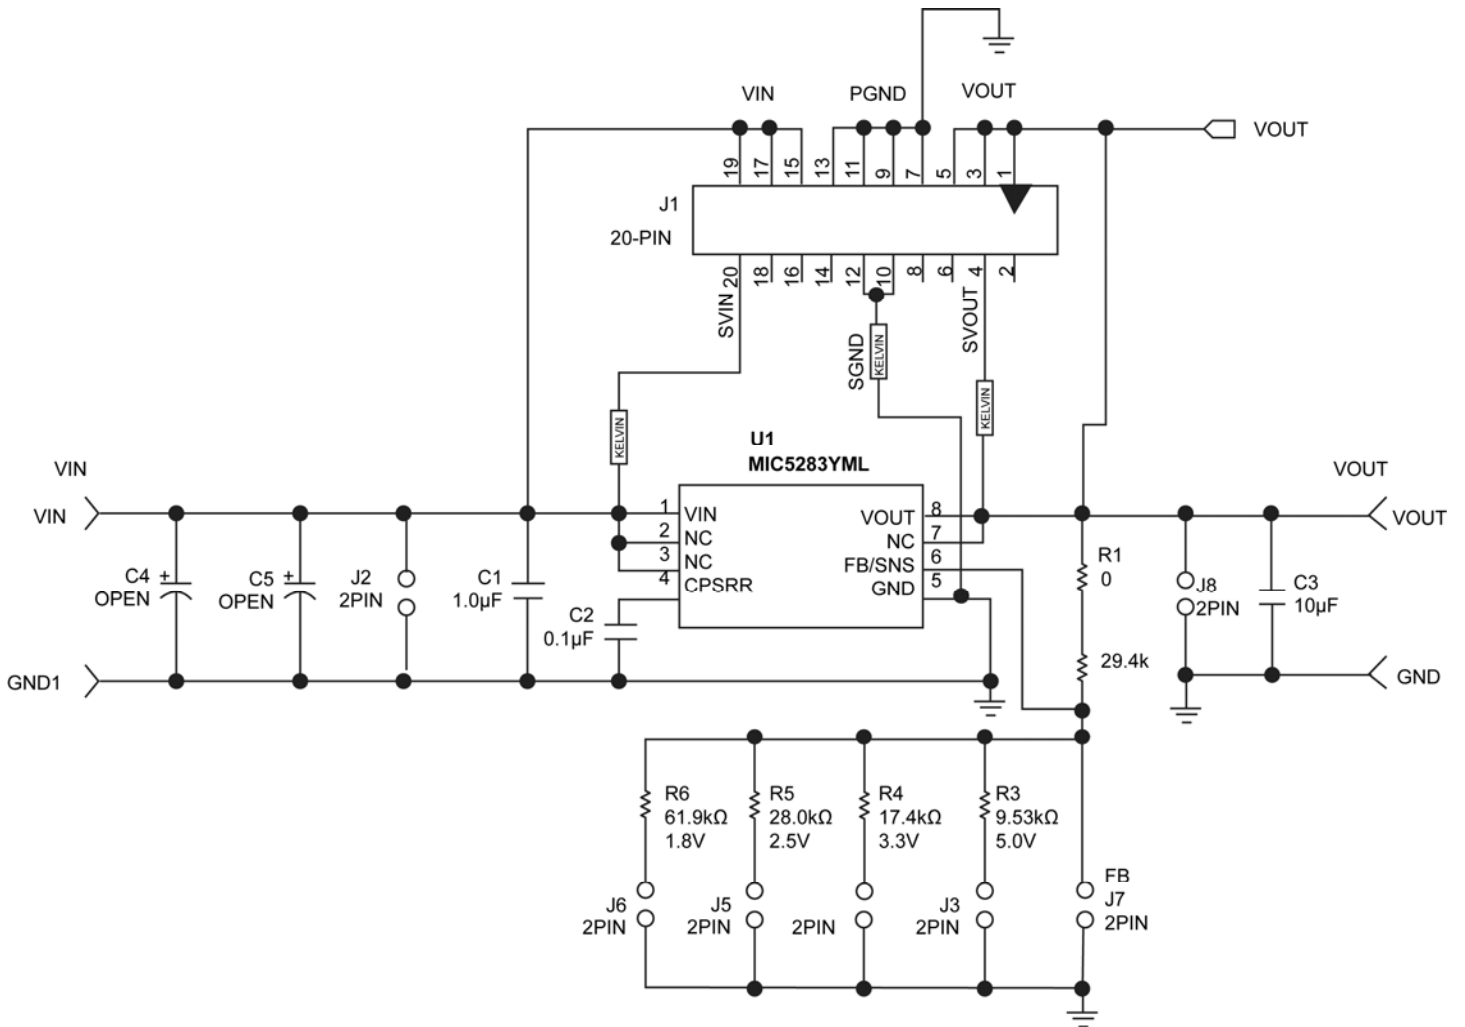 VIN
PGND
VOUT
VOUT
19
17
15
13
11
9
7
5
3
1
J1
20-PIN
20
18
16
14
12
10
8
6
4
2
SVIN
SGND
SVOUT
KELVIN
KELVIN
KELVIN
U1
MIC5283YML
VIN
VIN
VOUT
VOUT
1
2
3
4
VIN
NC
NC
CPSRR
VOUT
NC
FB/SNS
GND
8
7
6
5
C4
+
OPEN
C5
+
OPEN
J2
2PIN
C1
1.0µF
C2
0.1µF
R1
0
29.4k
J8
2PIN
C3
10µF
GND1
GND
R6
61.9kΩ
1.8V
R5
28.0kΩ
2.5V
R4
17.4kΩ
3.3V
R3
9.53kΩ
5.0V
J6
2PIN
J5
2PIN
2PIN
J3
2PIN
FB
J7
2PIN